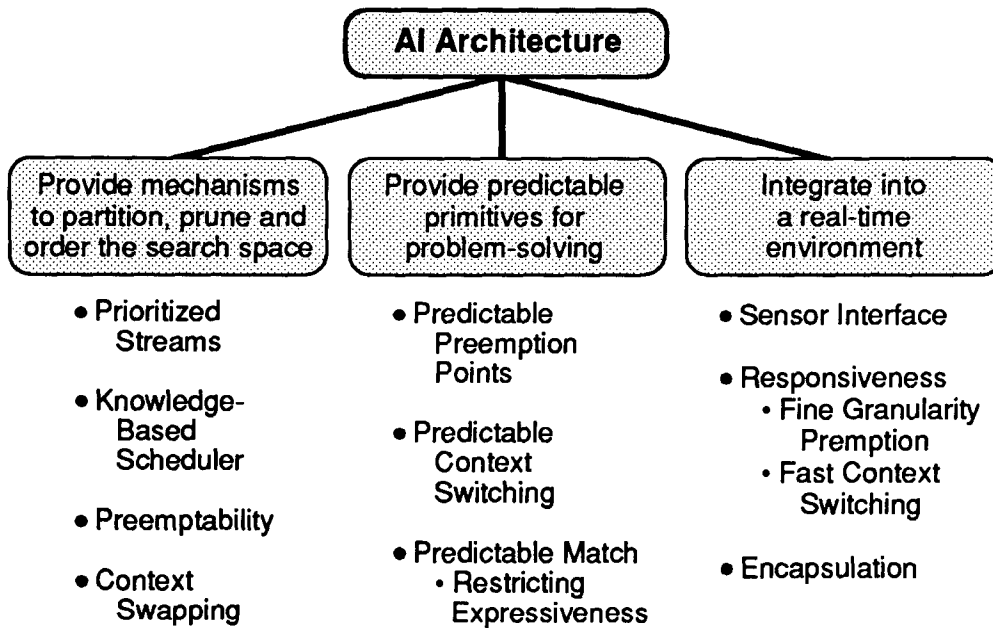 AI Architecture
Provide mechanisms
to partition, prune and
order the search space
• Prioritized
Streams
• Knowledge-
Based
Scheduler
• Preemptability
• Context
Swapping
Provide predictable
primitives for
problem-solving
• Predictable
Preemption
Points
• Predictable
Context
Switching
• Predictable Match
• Restricting
Expressiveness
Integrate into
a real-time
environment
• Sensor Interface
• Responsiveness
• Fine Granularity
Premption
• Fast Context
Switching
• Encapsulation